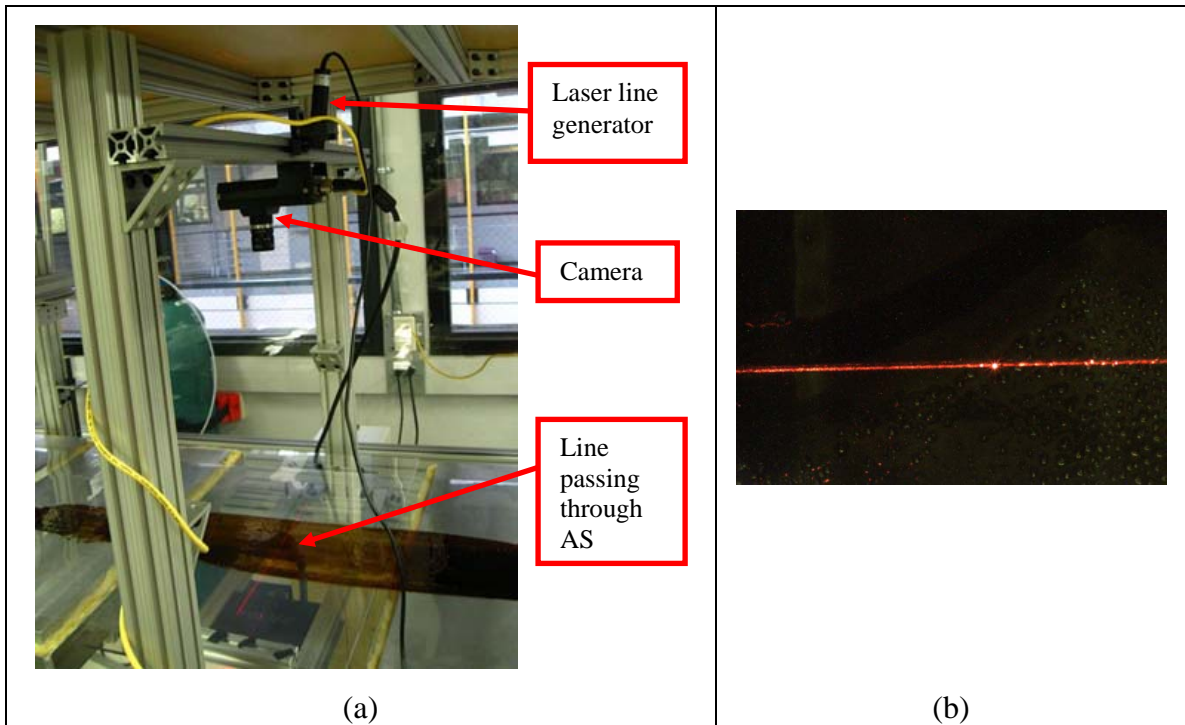 Laser line
generator
Camera
Line
passing
through
AS
(a)
(b)